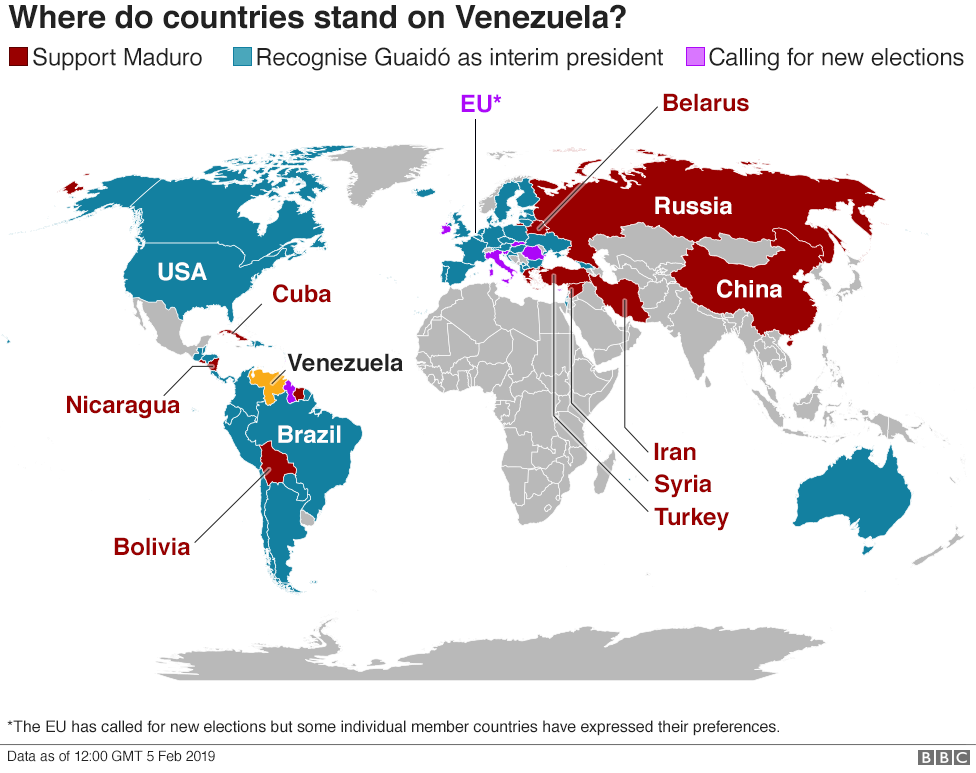 Where do countries stand on Venezuela?
Support Maduro
Recognise Guaidó as interim president
Calling for new elections
EU*
Belarus
Russia
USA
China
Cuba
Venezuela
Nicaragua
Brazil
Iran
Syria
Turkey
Bolivia
*The EU has called for new elections but some individual member countries have expressed their preferences.
Data as of 12:00 GMT 5 Feb 2019
BBC